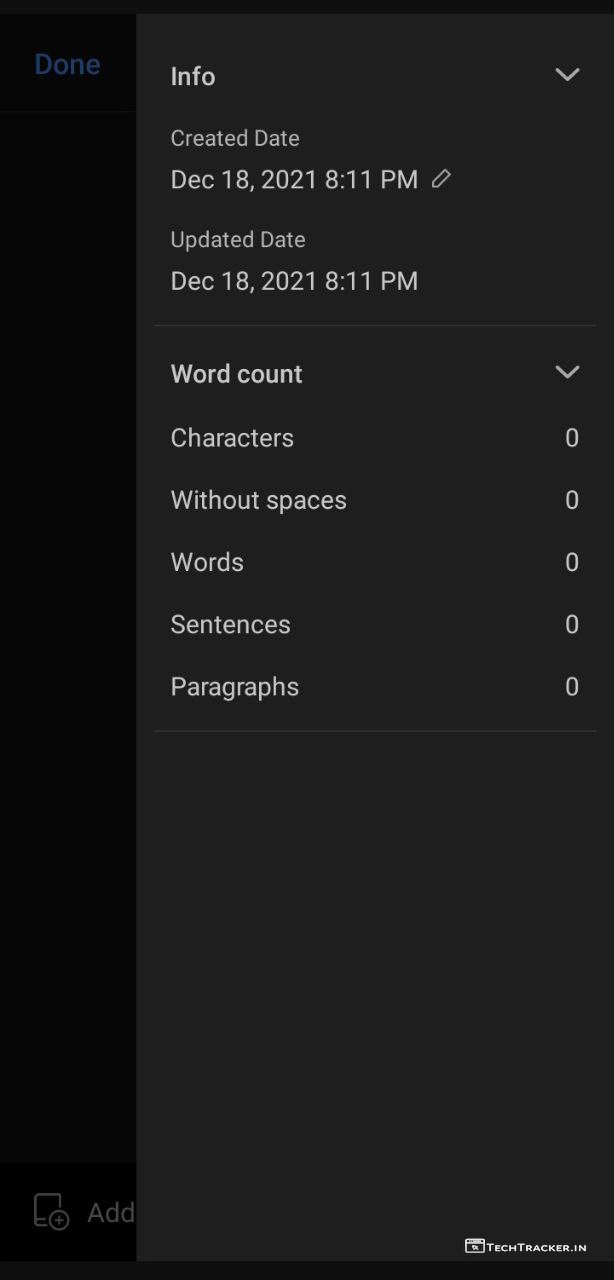 Done
Info
Created Date
Dec 18, 2021 8:11 PM
Updated Date
Dec 18, 2021 8:11 PM
Word count
Characters 0
Without spaces 0
Words 0
Sentences 0
Paragraphs 0
Add
TECHTRACKER.IN